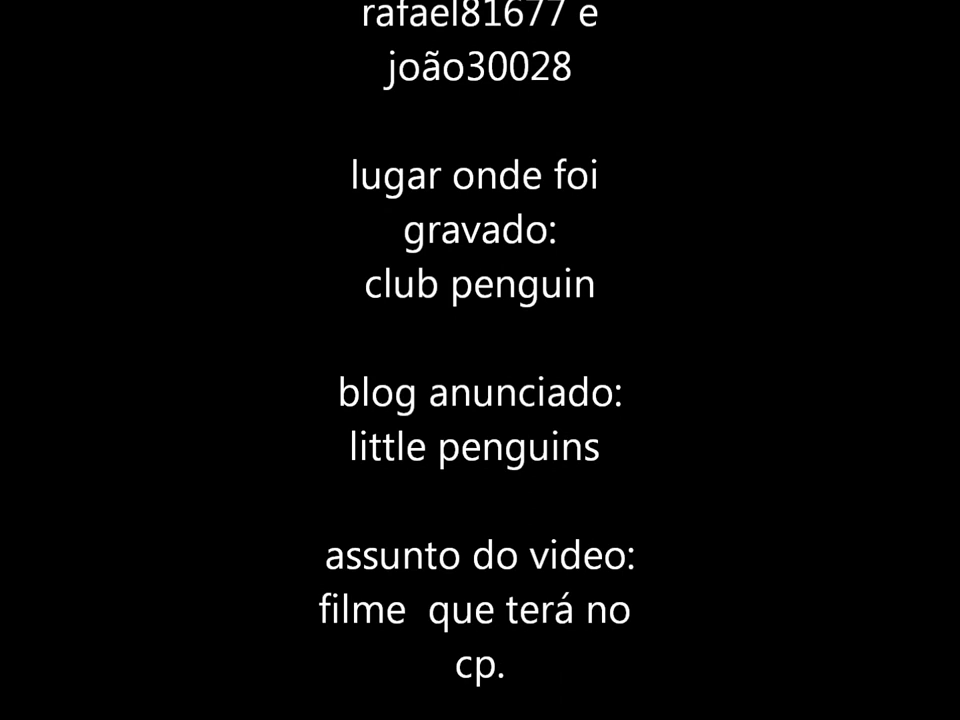 rafael81677 e
joão30028
lugar onde foi
gravado:
club penguin
blog anunciado:
little penguins
assunto do video:
filme que terá no
cp.